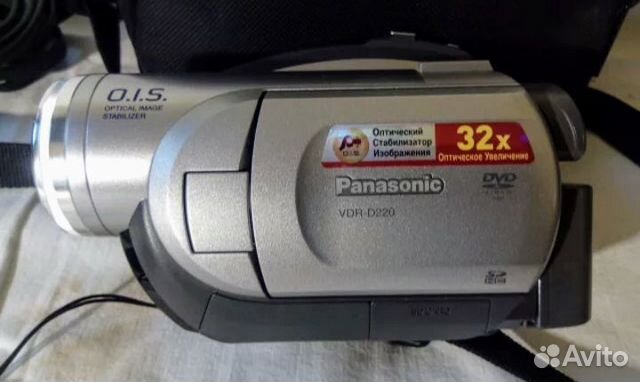 O.I.S.
OPTICAL IMAGE
STABILIZER
O.I.S.
Оптический
Стабилизатор
Изображения
32x
Оптическое Увеличение
Panasonic
DVD
VDR-D220
SD
Avito